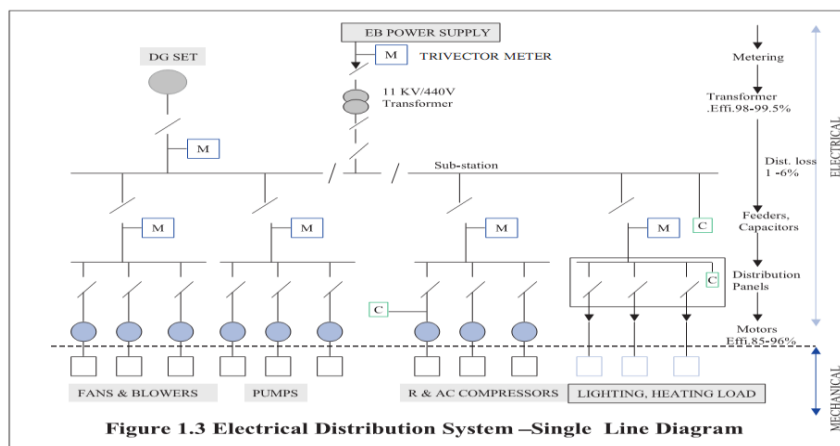 EB POWER SUPPLY
DG SET
M
TRIVECTOR METER
11 KV/440V
Transformer
M
Sub-station
M
M
M
M
C
C
C
FANS & BLOWERS
PUMPS
R & AC COMPRESSORS
LIGHTING, HEATING LOAD
Metering
Transformer
.Effi.98-99.5%
Dist. loss
1 -6%
Feeders,
Capacitors
Distribution
Panels
Motors
Effi.85-96%
ELECTRICAL
MECHANICAL
Figure 1.3 Electrical Distribution System –Single Line Diagram